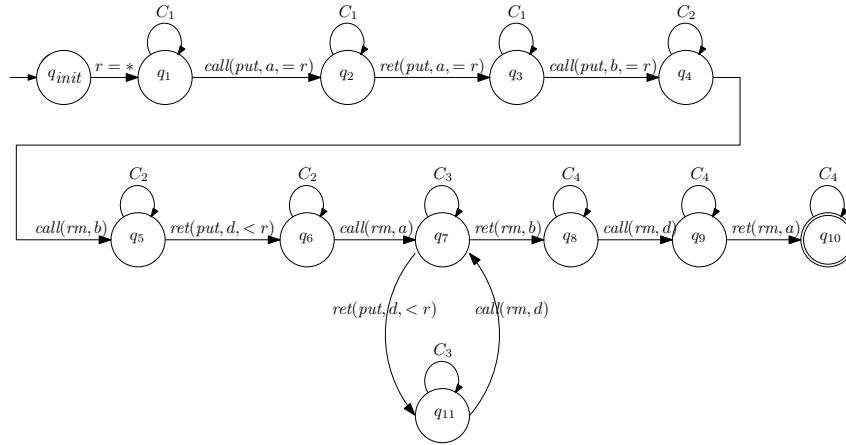 C1 C1 C1 C2
q_init r = * q1 call(put, a, = r) q2 ret(put, a, = r) q3 call(put, b, = r) q4
C2 C2 C3 C4 C4 C4
call(rm, b) q5 ret(put, d, < r) q6 call(rm, a) q7 ret(rm, b) q8 call(rm, d) q9 ret(rm, a) q10
ret(put, d, < r) call(rm, d)
C3
q11